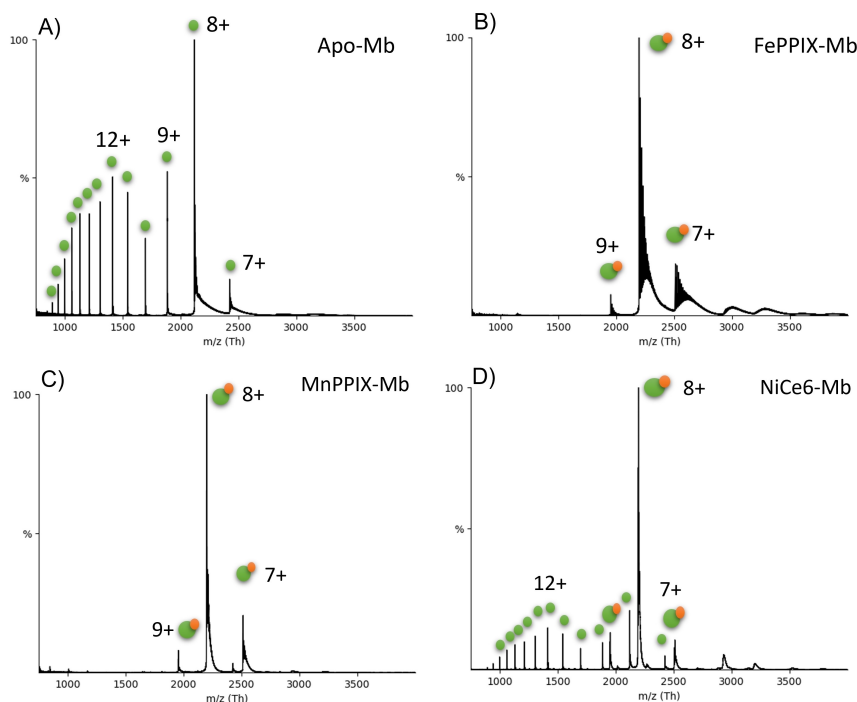 A)
Apo-Mb
8+
12+
9+
7+
100
%
1000 1500 2000 2500 3000 3500
m/z (Th)
B)
FePPIX-Mb
8+
9+
7+
100
%
1000 1500 2000 2500 3000 3500
m/z (Th)
C)
MnPPIX-Mb
8+
9+
7+
100
%
1000 1500 2000 2500 3000 3500
m/z (Th)
D)
NiCe6-Mb
8+
12+
7+
100
%
1000 1500 2000 2500 3000 3500
m/z (Th)